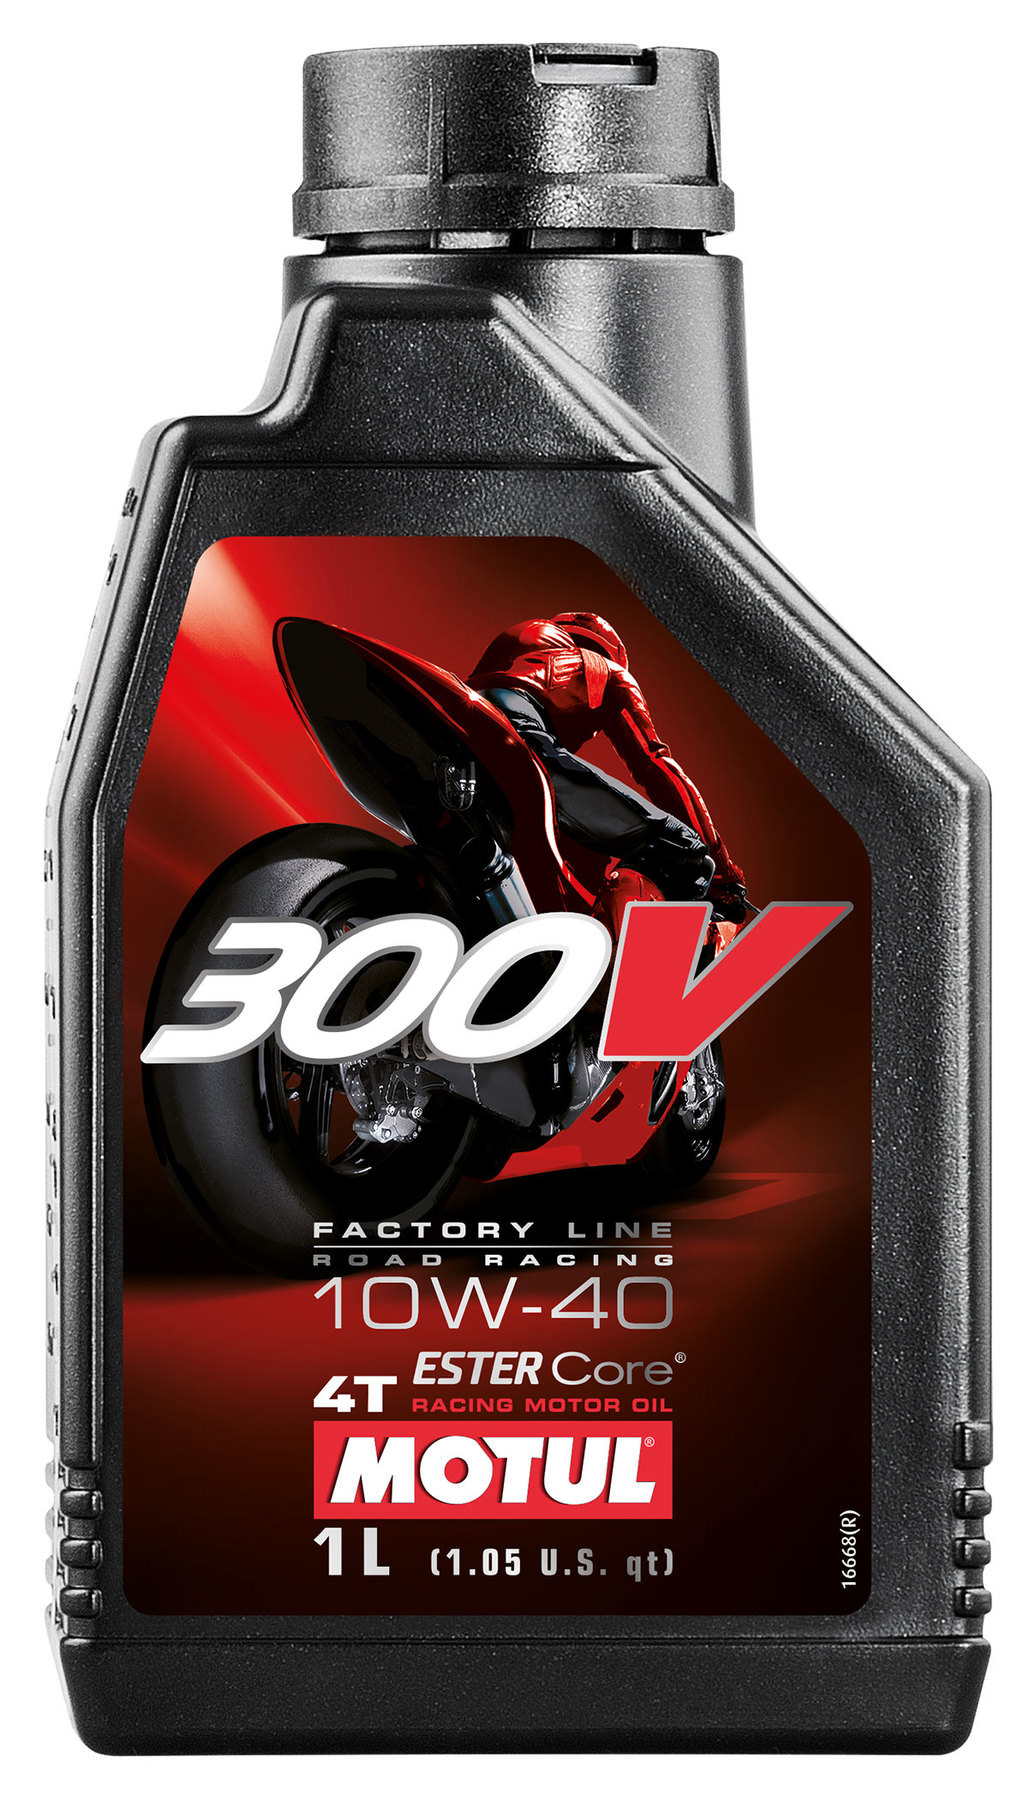 300V
FACTORY LINE
ROAD RACING
10W-40
ESTER Core®
4T RACING MOTOR OIL
MOTUL®
1L (1.05 U.S. qt)
16668(R)